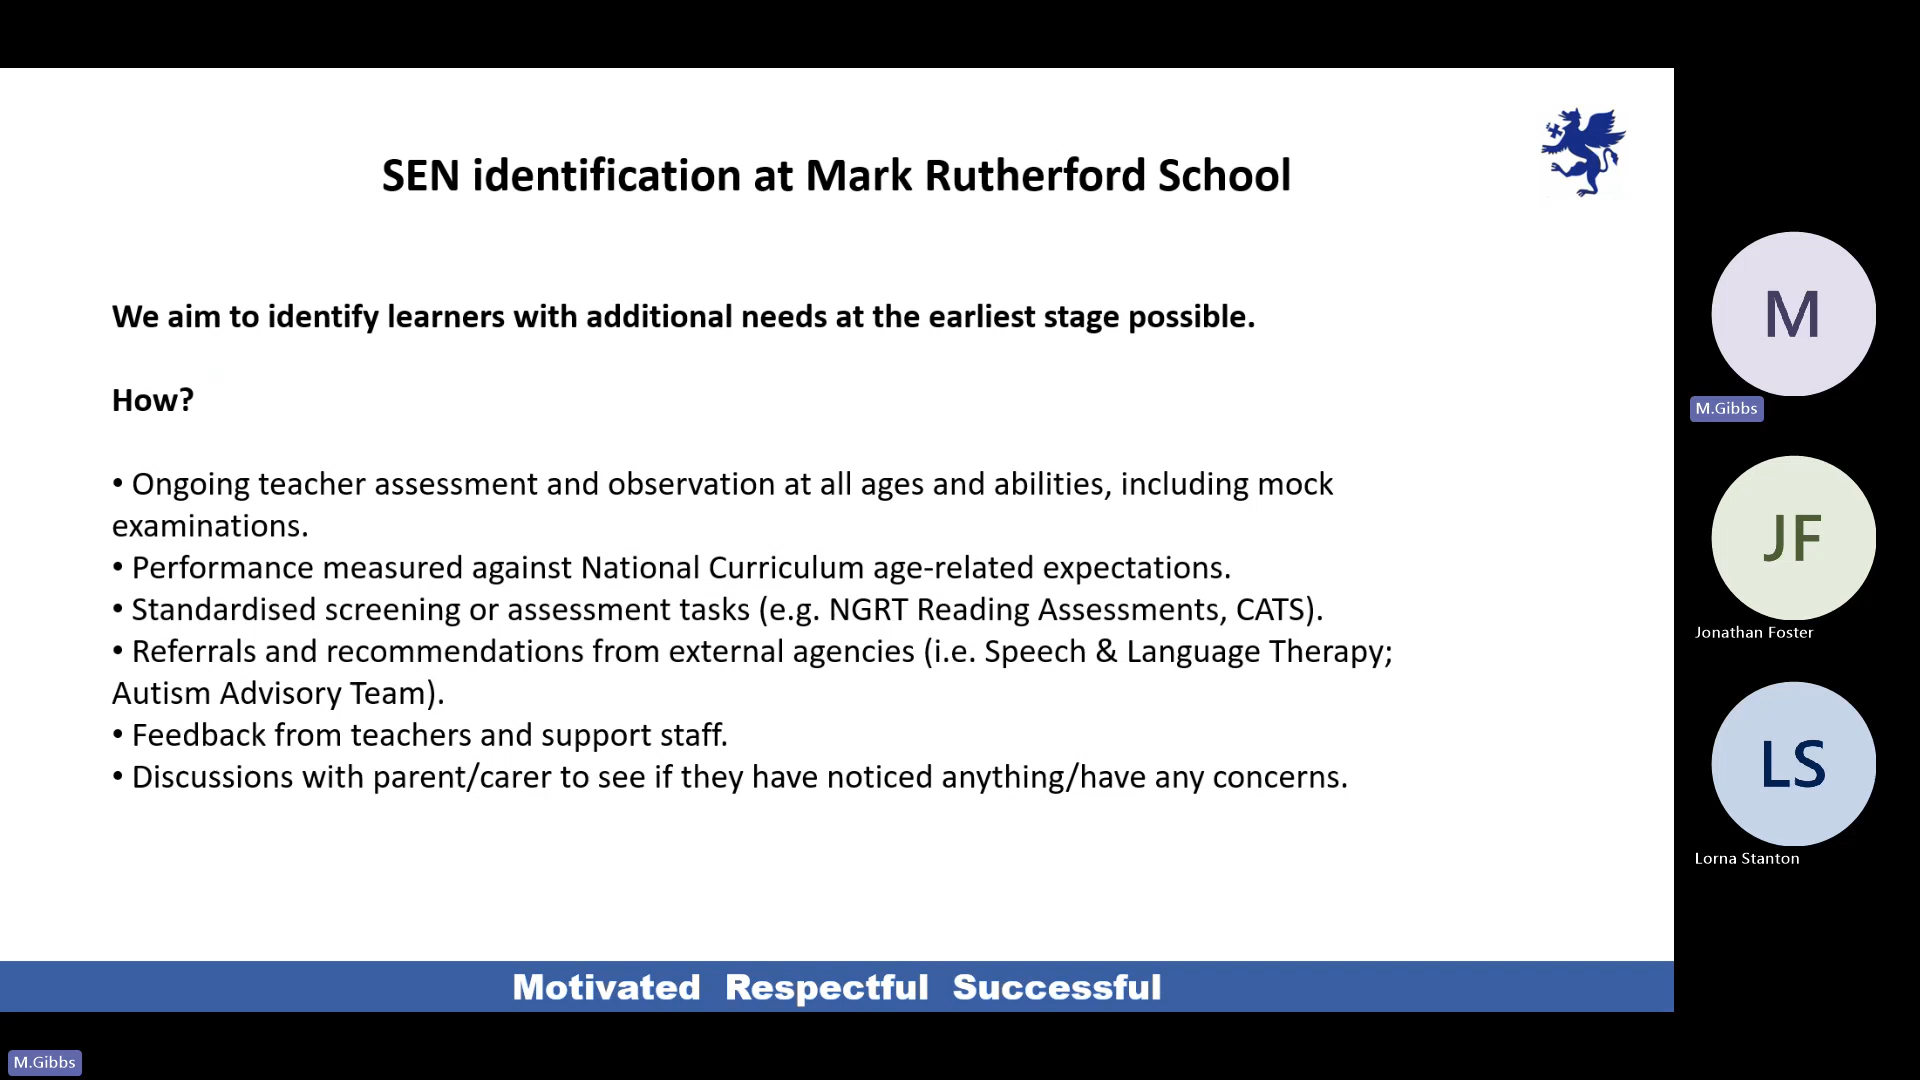 SEN identification at Mark Rutherford School
We aim to identify learners with additional needs at the earliest stage possible.
How?
• Ongoing teacher assessment and observation at all ages and abilities, including mock
examinations.
• Performance measured against National Curriculum age-related expectations.
• Standardised screening or assessment tasks (e.g. NGRT Reading Assessments, CATS).
• Referrals and recommendations from external agencies (i.e. Speech & Language Therapy;
Autism Advisory Team).
• Feedback from teachers and support staff.
• Discussions with parent/carer to see if they have noticed anything/have any concerns.
Motivated Respectful Successful
M
M.Gibbs
JF
Jonathan Foster
LS
Lorna Stanton
M.Gibbs